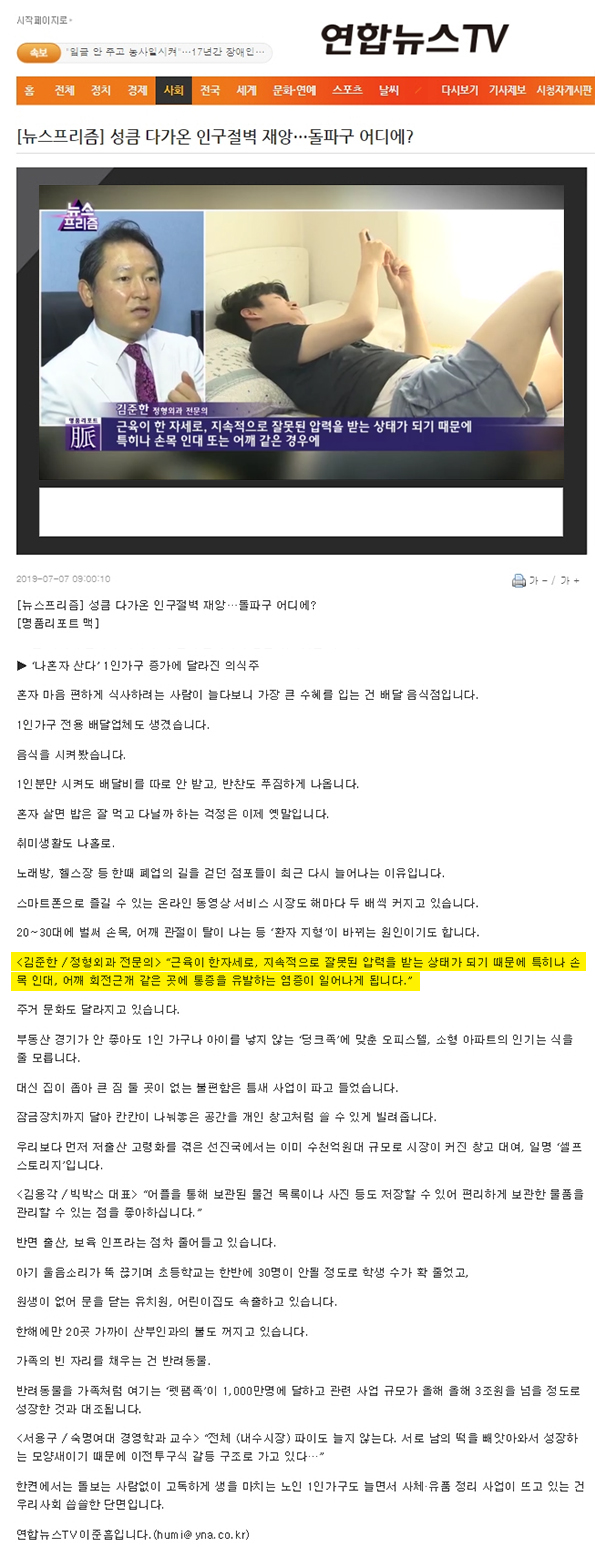 시작페이지로+
연합뉴스TV
속보 "임금 안 주고 농사일시켜"…17년간 장애인…
홈 전체 정치 경제 사회 전국 세계 문화·연예 스포츠 날씨 다시보기 기사제보 시청자게시판
[뉴스프리즘] 성큼 다가온 인구절벽 재앙…돌파구 어디에?
뉴스
프리즘
김준한 정형외과 전문의
명품리포트
脈
근육이 한 자세로, 지속적으로 잘못된 압력을 받는 상태가 되기 때문에
특히나 손목 인대 또는 어깨 같은 경우에
2019-07-07 09:00:10
가 - / 가 +
[뉴스프리즘] 성큼 다가온 인구절벽 재앙…돌파구 어디에?
[명품리포트 맥]
▶ ‘나혼자 산다’ 1인가구 증가에 달라진 의식주
혼자 마음 편하게 식사하려는 사람이 늘다보니 가장 큰 수혜를 입는 건 배달 음식점입니다.
1인가구 전용 배달업체도 생겼습니다.
음식을 시켜봤습니다.
1인분만 시켜도 배달비를 따로 안 받고, 반찬도 푸짐하게 나옵니다.
혼자 살면 밥은 잘 먹고 다닐까 하는 걱정은 이제 옛말입니다.
취미생활도 나홀로.
노래방, 헬스장 등 한때 폐업의 길을 걷던 점포들이 최근 다시 늘어나는 이유입니다.
스마트폰으로 즐길 수 있는 온라인 동영상 서비스 시장도 해마다 두 배씩 커지고 있습니다.
20~30대에 벌써 손목, 어깨 관절이 탈이 나는 등 ‘환자 지형’이 바뀌는 원인이기도 합니다.
<김준한 / 정형외과 전문의> “근육이 한자세로, 지속적으로 잘못된 압력을 받는 상태가 되기 때문에 특히나 손
목 인대, 어깨 회전근개 같은 곳에 통증을 유발하는 염증이 일어나게 됩니다.”
주거 문화도 달라지고 있습니다.
부동산 경기가 안 좋아도 1인 가구나 아이를 낳지 않는 ‘딩크족’에 맞춘 오피스텔, 소형 아파트의 인기는 식을
줄 모릅니다.
대신 집이 좁아 큰 짐 둘 곳이 없는 불편함은 틈새 사업이 파고 들었습니다.
잠금장치까지 달아 칸칸이 나눠놓은 공간을 개인 창고처럼 쓸 수 있게 빌려줍니다.
우리보다 먼저 저출산 고령화를 겪은 선진국에서는 이미 수천억원대 규모로 시장이 커진 창고 대여, 일명 ‘셀프
스토리지’입니다.
<김용각 / 빅박스 대표> “어플을 통해 보관된 물건 목록이나 사진 등도 저장할 수 있어 편리하게 보관한 물품을
관리할 수 있는 점을 좋아하십니다.”
반면 출산, 보육 인프라는 점차 줄어들고 있습니다.
아기 울음소리가 뚝 끊기며 초등학교는 한반에 30명이 안될 정도로 학생 수가 확 줄었고,
원생이 없어 문을 닫는 유치원, 어린이집도 속출하고 있습니다.
한해에만 20곳 가까이 산부인과의 불도 꺼지고 있습니다.
가족의 빈 자리를 채우는 건 반려동물.
반려동물을 가족처럼 여기는 ‘펫팸족’이 1,000만명에 달하고 관련 사업 규모가 올해 올해 3조원을 넘을 정도로
성장한 것과 대조됩니다.
<서용구 / 숙명여대 경영학과 교수> “전체 (내수시장) 파이도 늘지 않는다. 서로 남의 떡을 빼앗아와서 성장하
는 모양새이기 때문에 이전투구식 갈등 구조로 가고 있다…”
한켠에서는 돌보는 사람없이 고독하게 생을 마치는 노인 1인가구도 늘면서 사체·유품 정리 사업이 뜨고 있는 건
우리사회 씁쓸한 단면입니다.
연합뉴스TV 이준흠입니다.(humi@yna.co.kr)